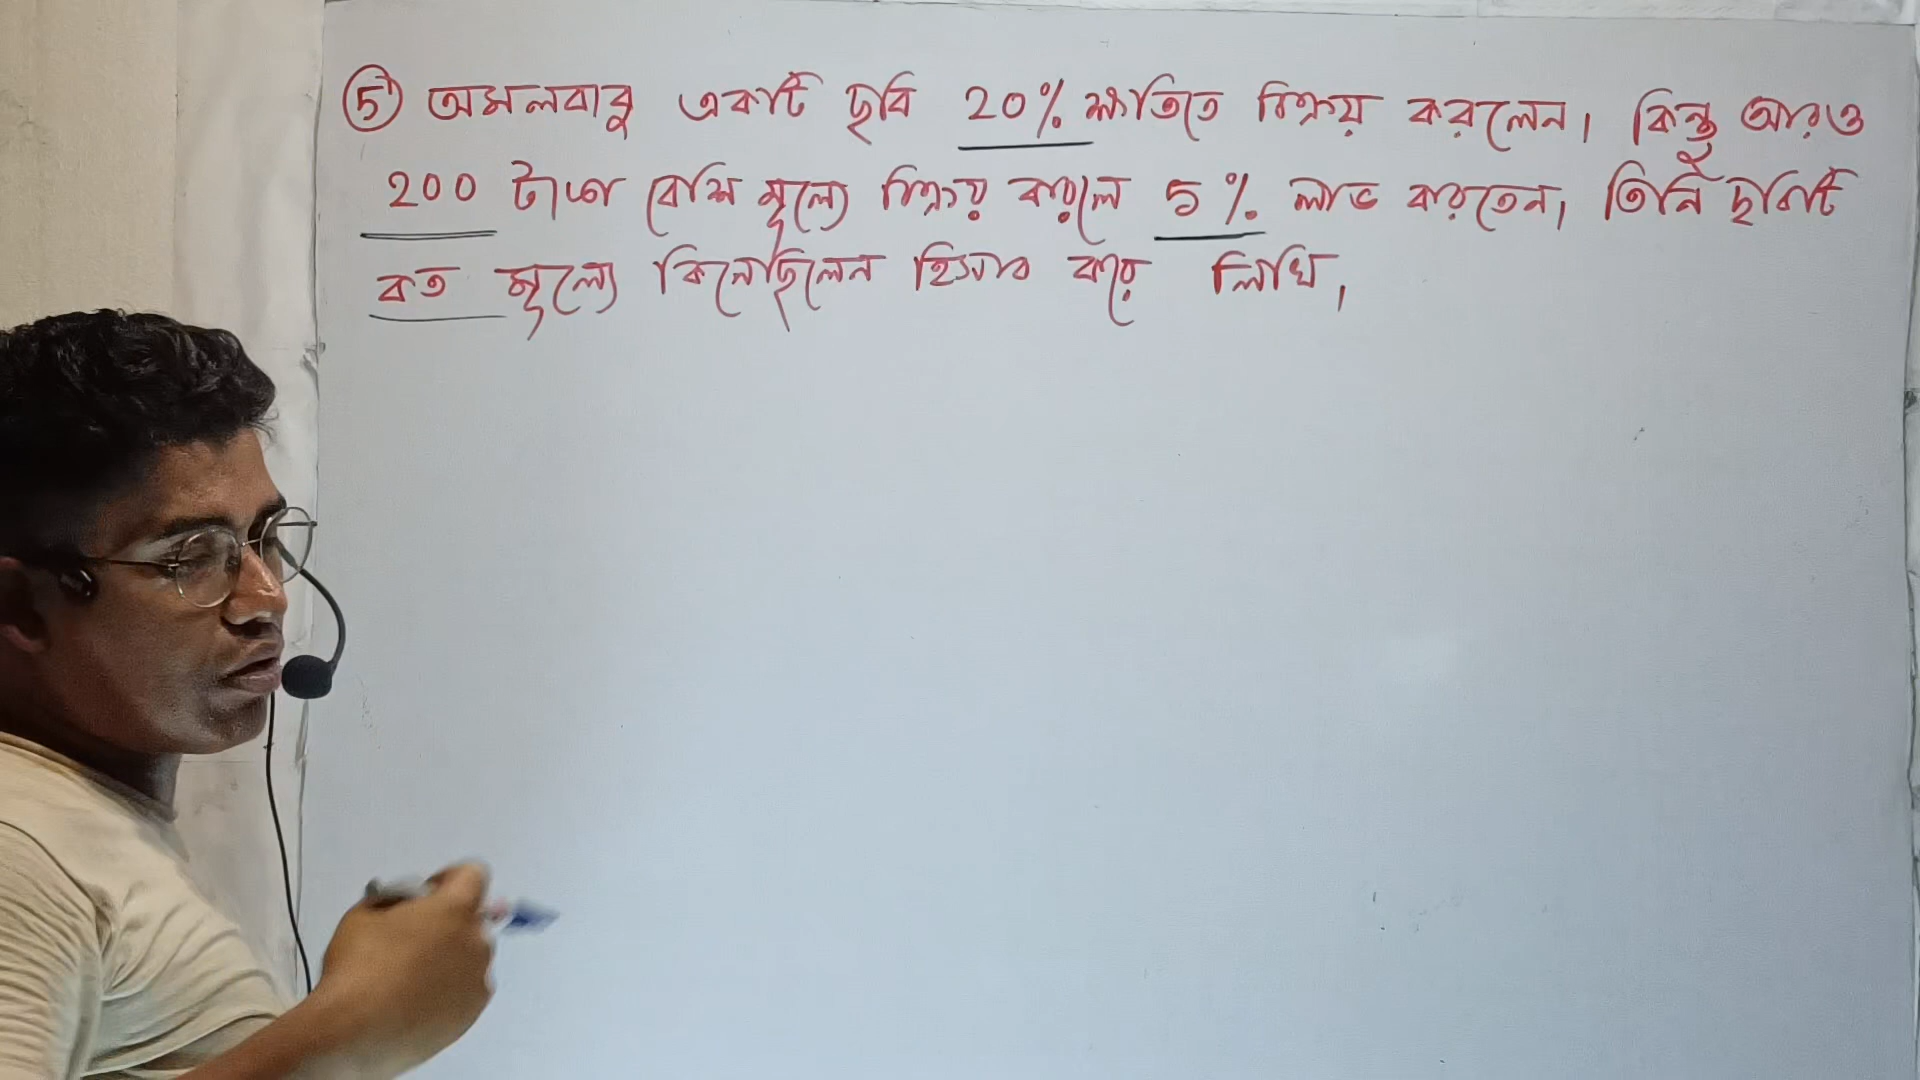 ⑤ অমলবাবু একটি ছবি 20% ক্ষতিতে বিক্রয় করলেন। কিন্তু আরও
200 টাকা বেশি মূল্যে বিক্রয় করলে 5% লাভ করতেন। তিনি ছবিটি
কত মূল্যে কিনেছিলেন হিসাব করে লিখি।